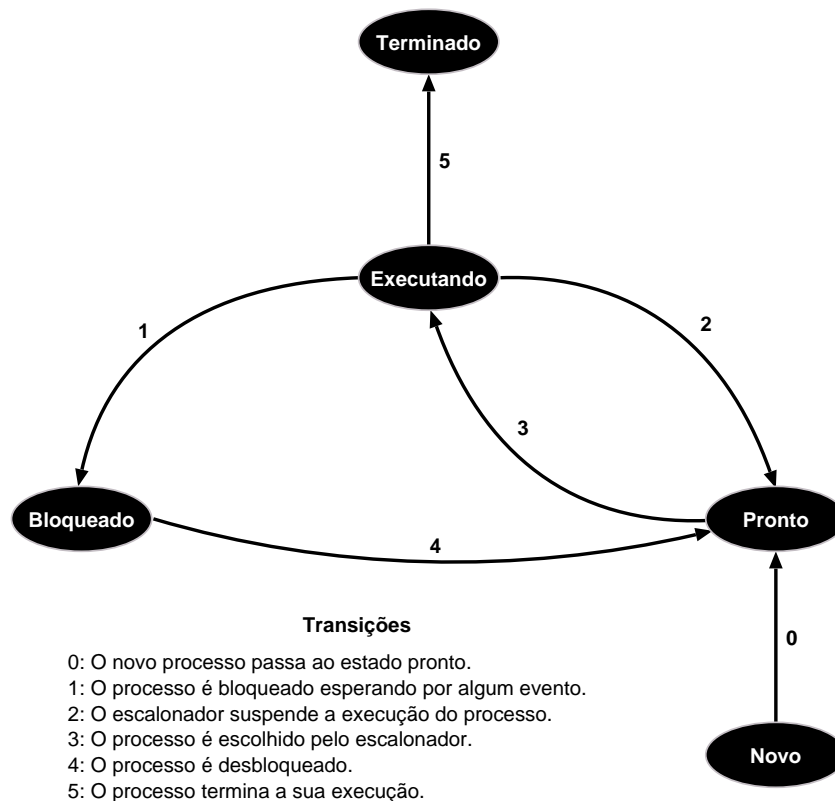 Terminado
5
Executando
1
2
3
Bloqueado
Pronto
4
Transições
0
0: O novo processo passa ao estado pronto.
1: O processo é bloqueado esperando por algum evento.
2: O escalonador suspende a execução do processo.
3: O processo é escolhido pelo escalonador.
4: O processo é desbloqueado.
5: O processo termina a sua execução.
Novo